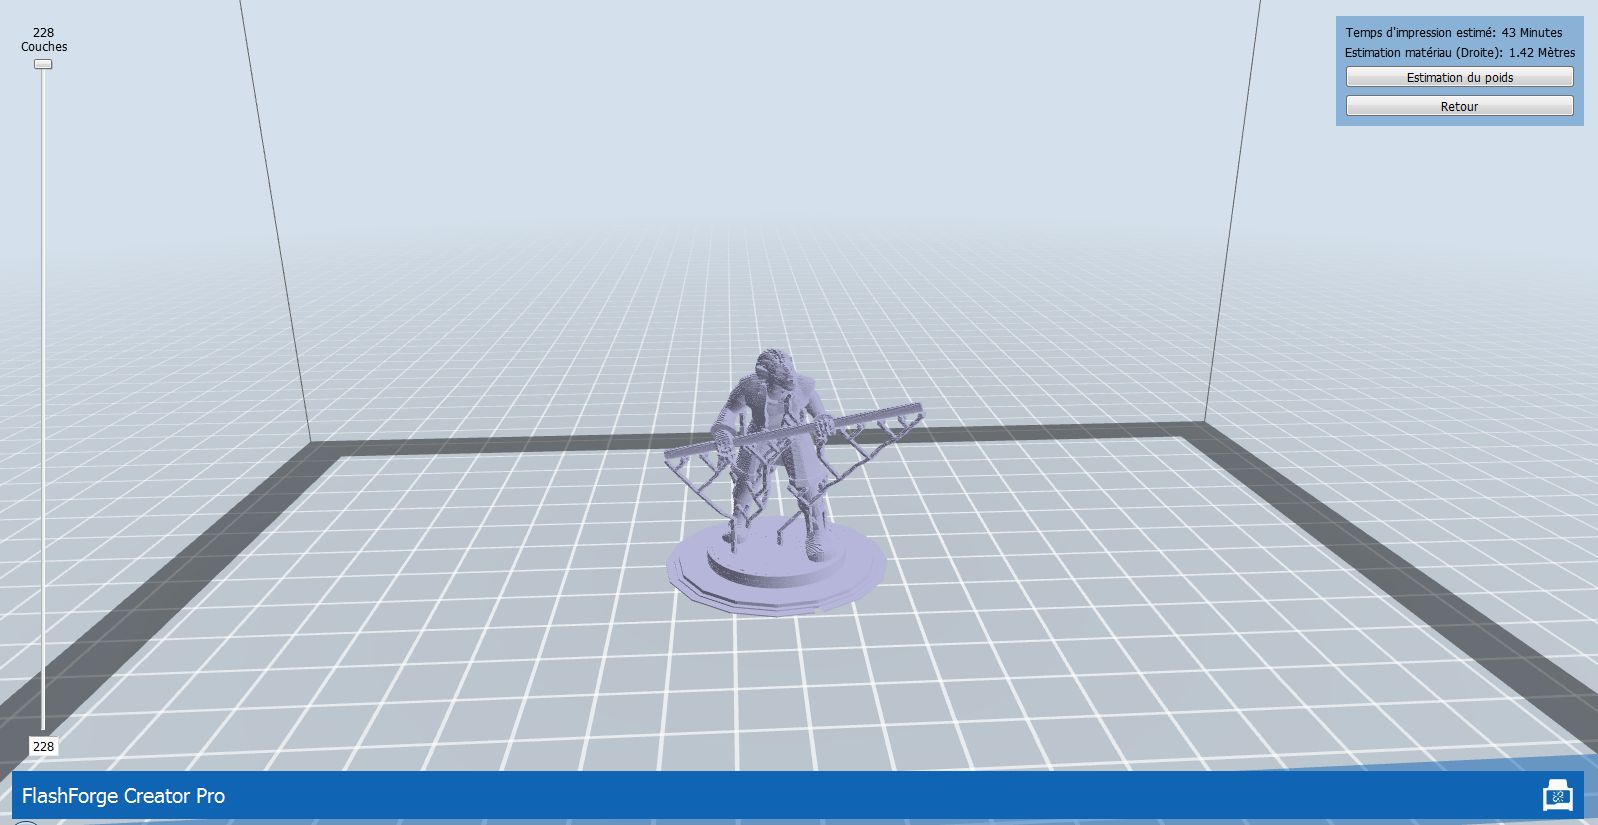 228
Couches
Temps d'impression estimé: 43 Minutes
Estimation matériau (Droite): 1.42 Mètres
Estimation du poids
Retour
228
FlashForge Creator Pro